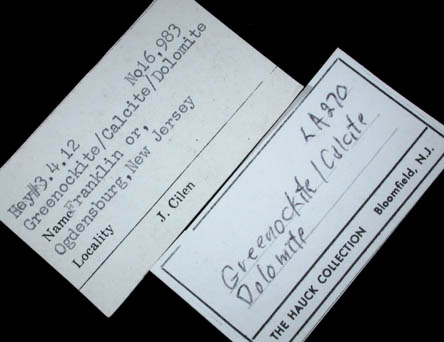 Hey#3.4.12 No16,983
Greenockite/Calcite/Dolomite
Name Franklin or,
Ogdensburg,New Jersey
Locality
J. Cilen
LA270
Greenockite/Calcite
Dolomite
THE HAUCK COLLECTION Bloomfield, N.J.